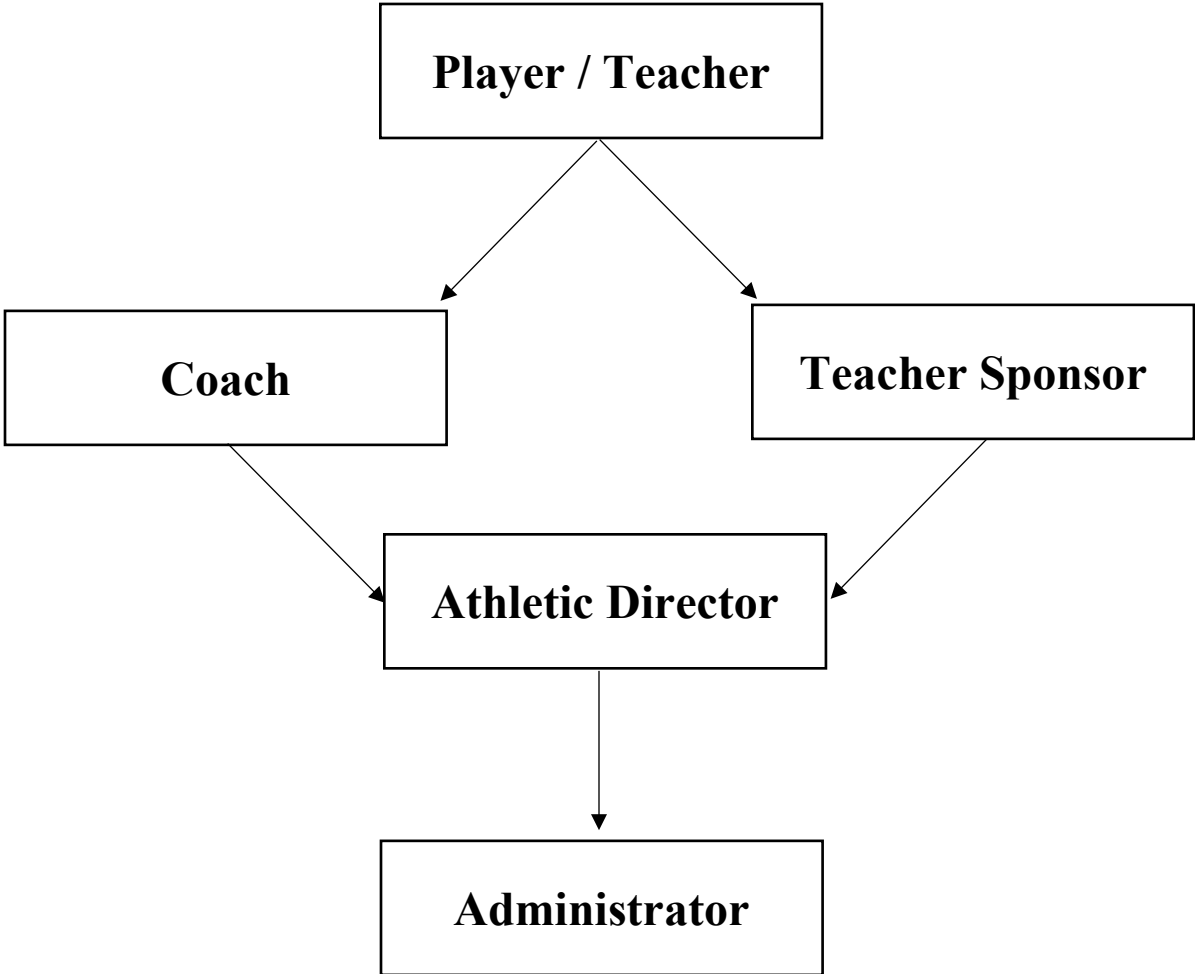 Player / Teacher
Coach
Teacher Sponsor
Athletic Director
Administrator